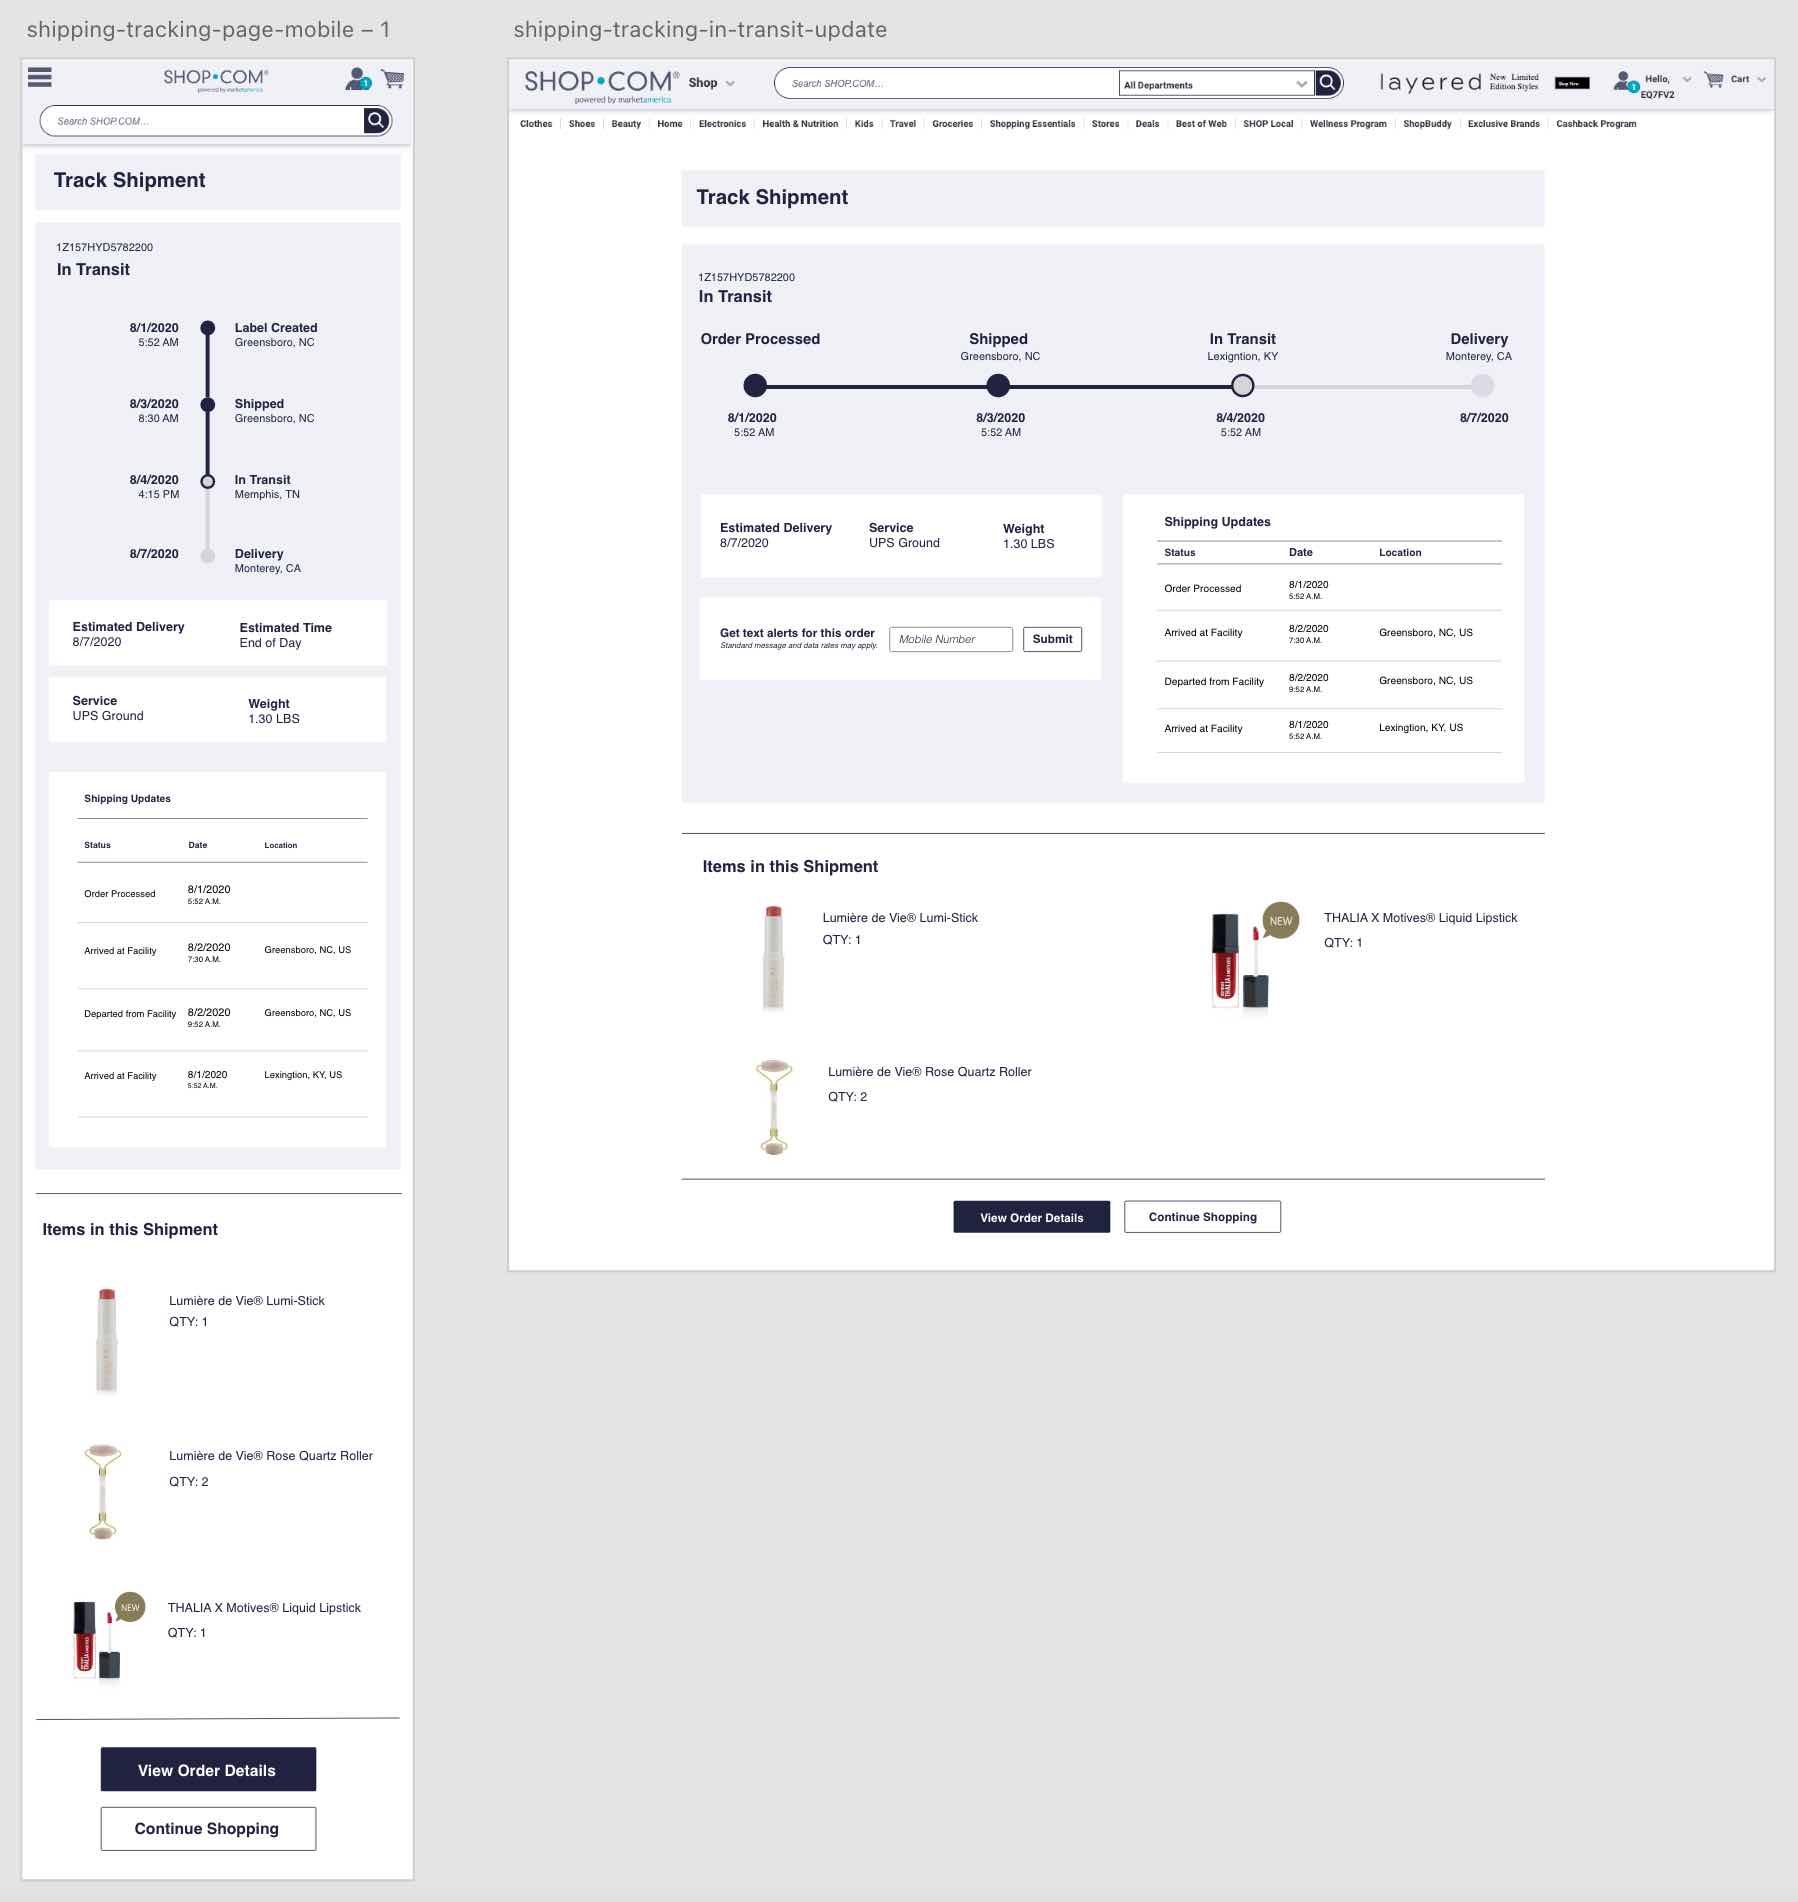 shipping-tracking-page-mobile – 1
SHOP•COM®
powered by marketamerica
1
Search SHOP.COM...
Track Shipment
1Z157HYD5782200
In Transit
8/1/2020 Label Created
5:52 AM Greensboro, NC
8/3/2020 Shipped
8:30 AM Greensboro, NC
8/4/2020 In Transit
4:15 PM Memphis, TN
8/7/2020 Delivery
Monterey, CA
Estimated Delivery Estimated Time
8/7/2020 End of Day
Service Weight
UPS Ground 1.30 LBS
Shipping Updates
Status Date Location
Order Processed 8/1/2020
5:52 A.M.
Arrived at Facility 8/2/2020 Greensboro, NC, US
7:30 A.M.
Departed from Facility 8/2/2020 Greensboro, NC, US
9:52 A.M.
Arrived at Facility 8/1/2020 Lexingtion, KY, US
5:52 A.M.
Items in this Shipment
Lumière de Vie® Lumi-Stick
QTY: 1
Lumière de Vie® Rose Quartz Roller
QTY: 2
NEW
THALIA
THALIA X Motives® Liquid Lipstick
QTY: 1
View Order Details
Continue Shopping
shipping-tracking-in-transit-update
SHOP•COM®
powered by marketamerica
Shop
Search SHOP.COM...
All Departments
layered
New Limited
Edition Styles
Shop Now
1
Hello,
EQ7FV2
Cart
Clothes Shoes Beauty Home Electronics Health & Nutrition Kids Travel Groceries Shopping Essentials Stores Deals Best of Web SHOP Local Wellness Program ShopBuddy Exclusive Brands Cashback Program
Track Shipment
1Z157HYD5782200
In Transit
Order Processed Shipped In Transit Delivery
Greensboro, NC Lexigntion, KY Monterey, CA
8/1/2020 8/3/2020 8/4/2020 8/7/2020
5:52 AM 5:52 AM 5:52 AM
Estimated Delivery Service Weight
8/7/2020 UPS Ground 1.30 LBS
Get text alerts for this order
Standard message and data rates may apply.
Mobile Number
Submit
Shipping Updates
Status Date Location
Order Processed 8/1/2020
5:52 A.M.
Arrived at Facility 8/2/2020 Greensboro, NC, US
7:30 A.M.
Departed from Facility 8/2/2020 Greensboro, NC, US
9:52 A.M.
Arrived at Facility 8/1/2020 Lexingtion, KY, US
5:52 A.M.
Items in this Shipment
Lumière de Vie® Lumi-Stick
QTY: 1
NEW
THALIA
THALIA X Motives® Liquid Lipstick
QTY: 1
Lumière de Vie® Rose Quartz Roller
QTY: 2
View Order Details
Continue Shopping